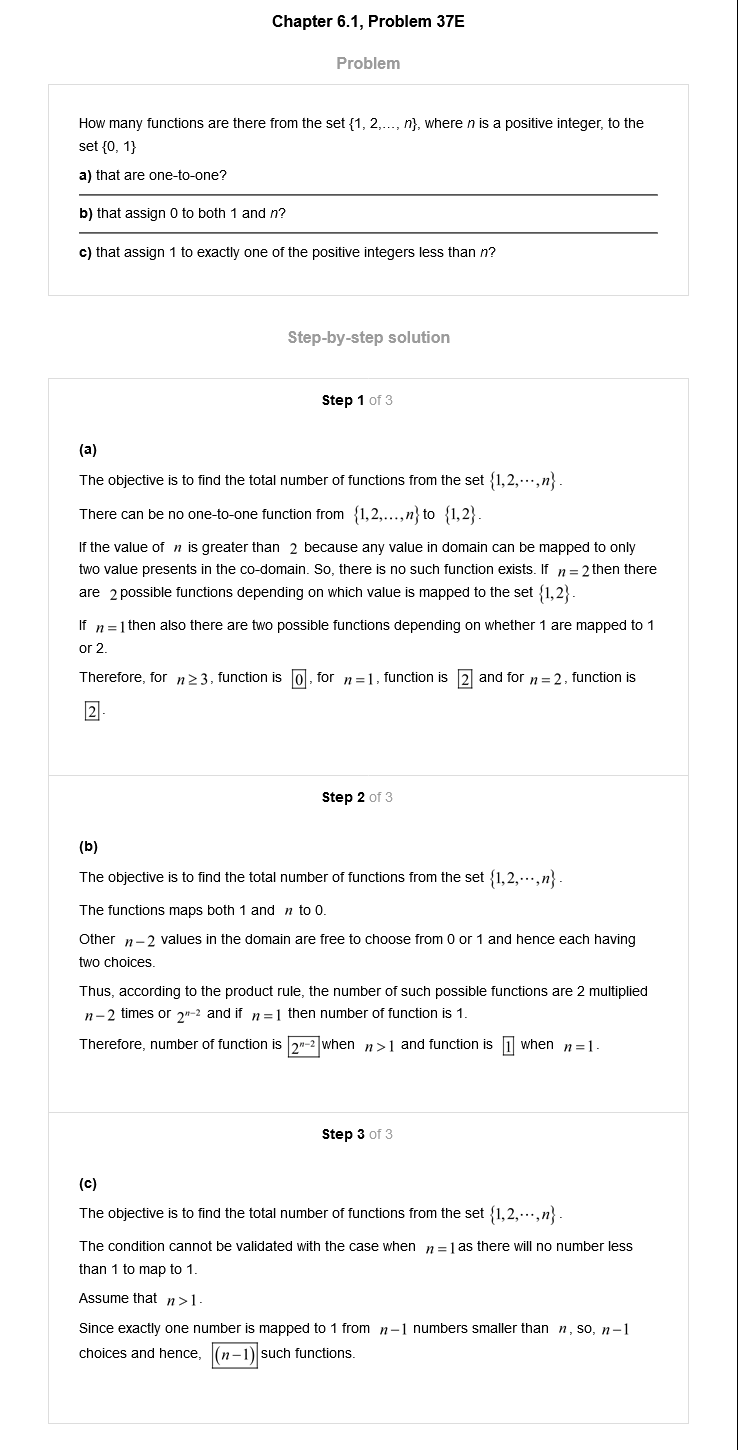 Chapter 6.1, Problem 37E
Problem
How many functions are there from the set {1, 2,..., n}, where n is a positive integer, to the
set {0, 1}
a) that are one-to-one?
b) that assign 0 to both 1 and n?
c) that assign 1 to exactly one of the positive integers less than n?
Step-by-step solution
Step 1 of 3
(a)
The objective is to find the total number of functions from the set {1,2,⋯,n}.
There can be no one-to-one function from {1,2,…,n} to {1,2}.
If the value of n is greater than 2 because any value in domain can be mapped to only
two value presents in the co-domain. So, there is no such function exists. If n=2 then there
are 2 possible functions depending on which value is mapped to the set {1,2}.
If n=1 then also there are two possible functions depending on whether 1 are mapped to 1
or 2.
Therefore, for n≥3, function is 0, for n=1, function is 2 and for n=2, function is
2.
Step 2 of 3
(b)
The objective is to find the total number of functions from the set {1,2,⋯,n}.
The functions maps both 1 and n to 0.
Other n−2 values in the domain are free to choose from 0 or 1 and hence each having
two choices.
Thus, according to the product rule, the number of such possible functions are 2 multiplied
n−2 times or 2ⁿ⁻² and if n=1 then number of function is 1.
Therefore, number of function is 2ⁿ⁻² when n>1 and function is 1 when n=1.
Step 3 of 3
(c)
The objective is to find the total number of functions from the set {1,2,⋯,n}.
The condition cannot be validated with the case when n=1 as there will no number less
than 1 to map to 1.
Assume that n>1.
Since exactly one number is mapped to 1 from n−1 numbers smaller than n, so, n−1
choices and hence, (n−1) such functions.